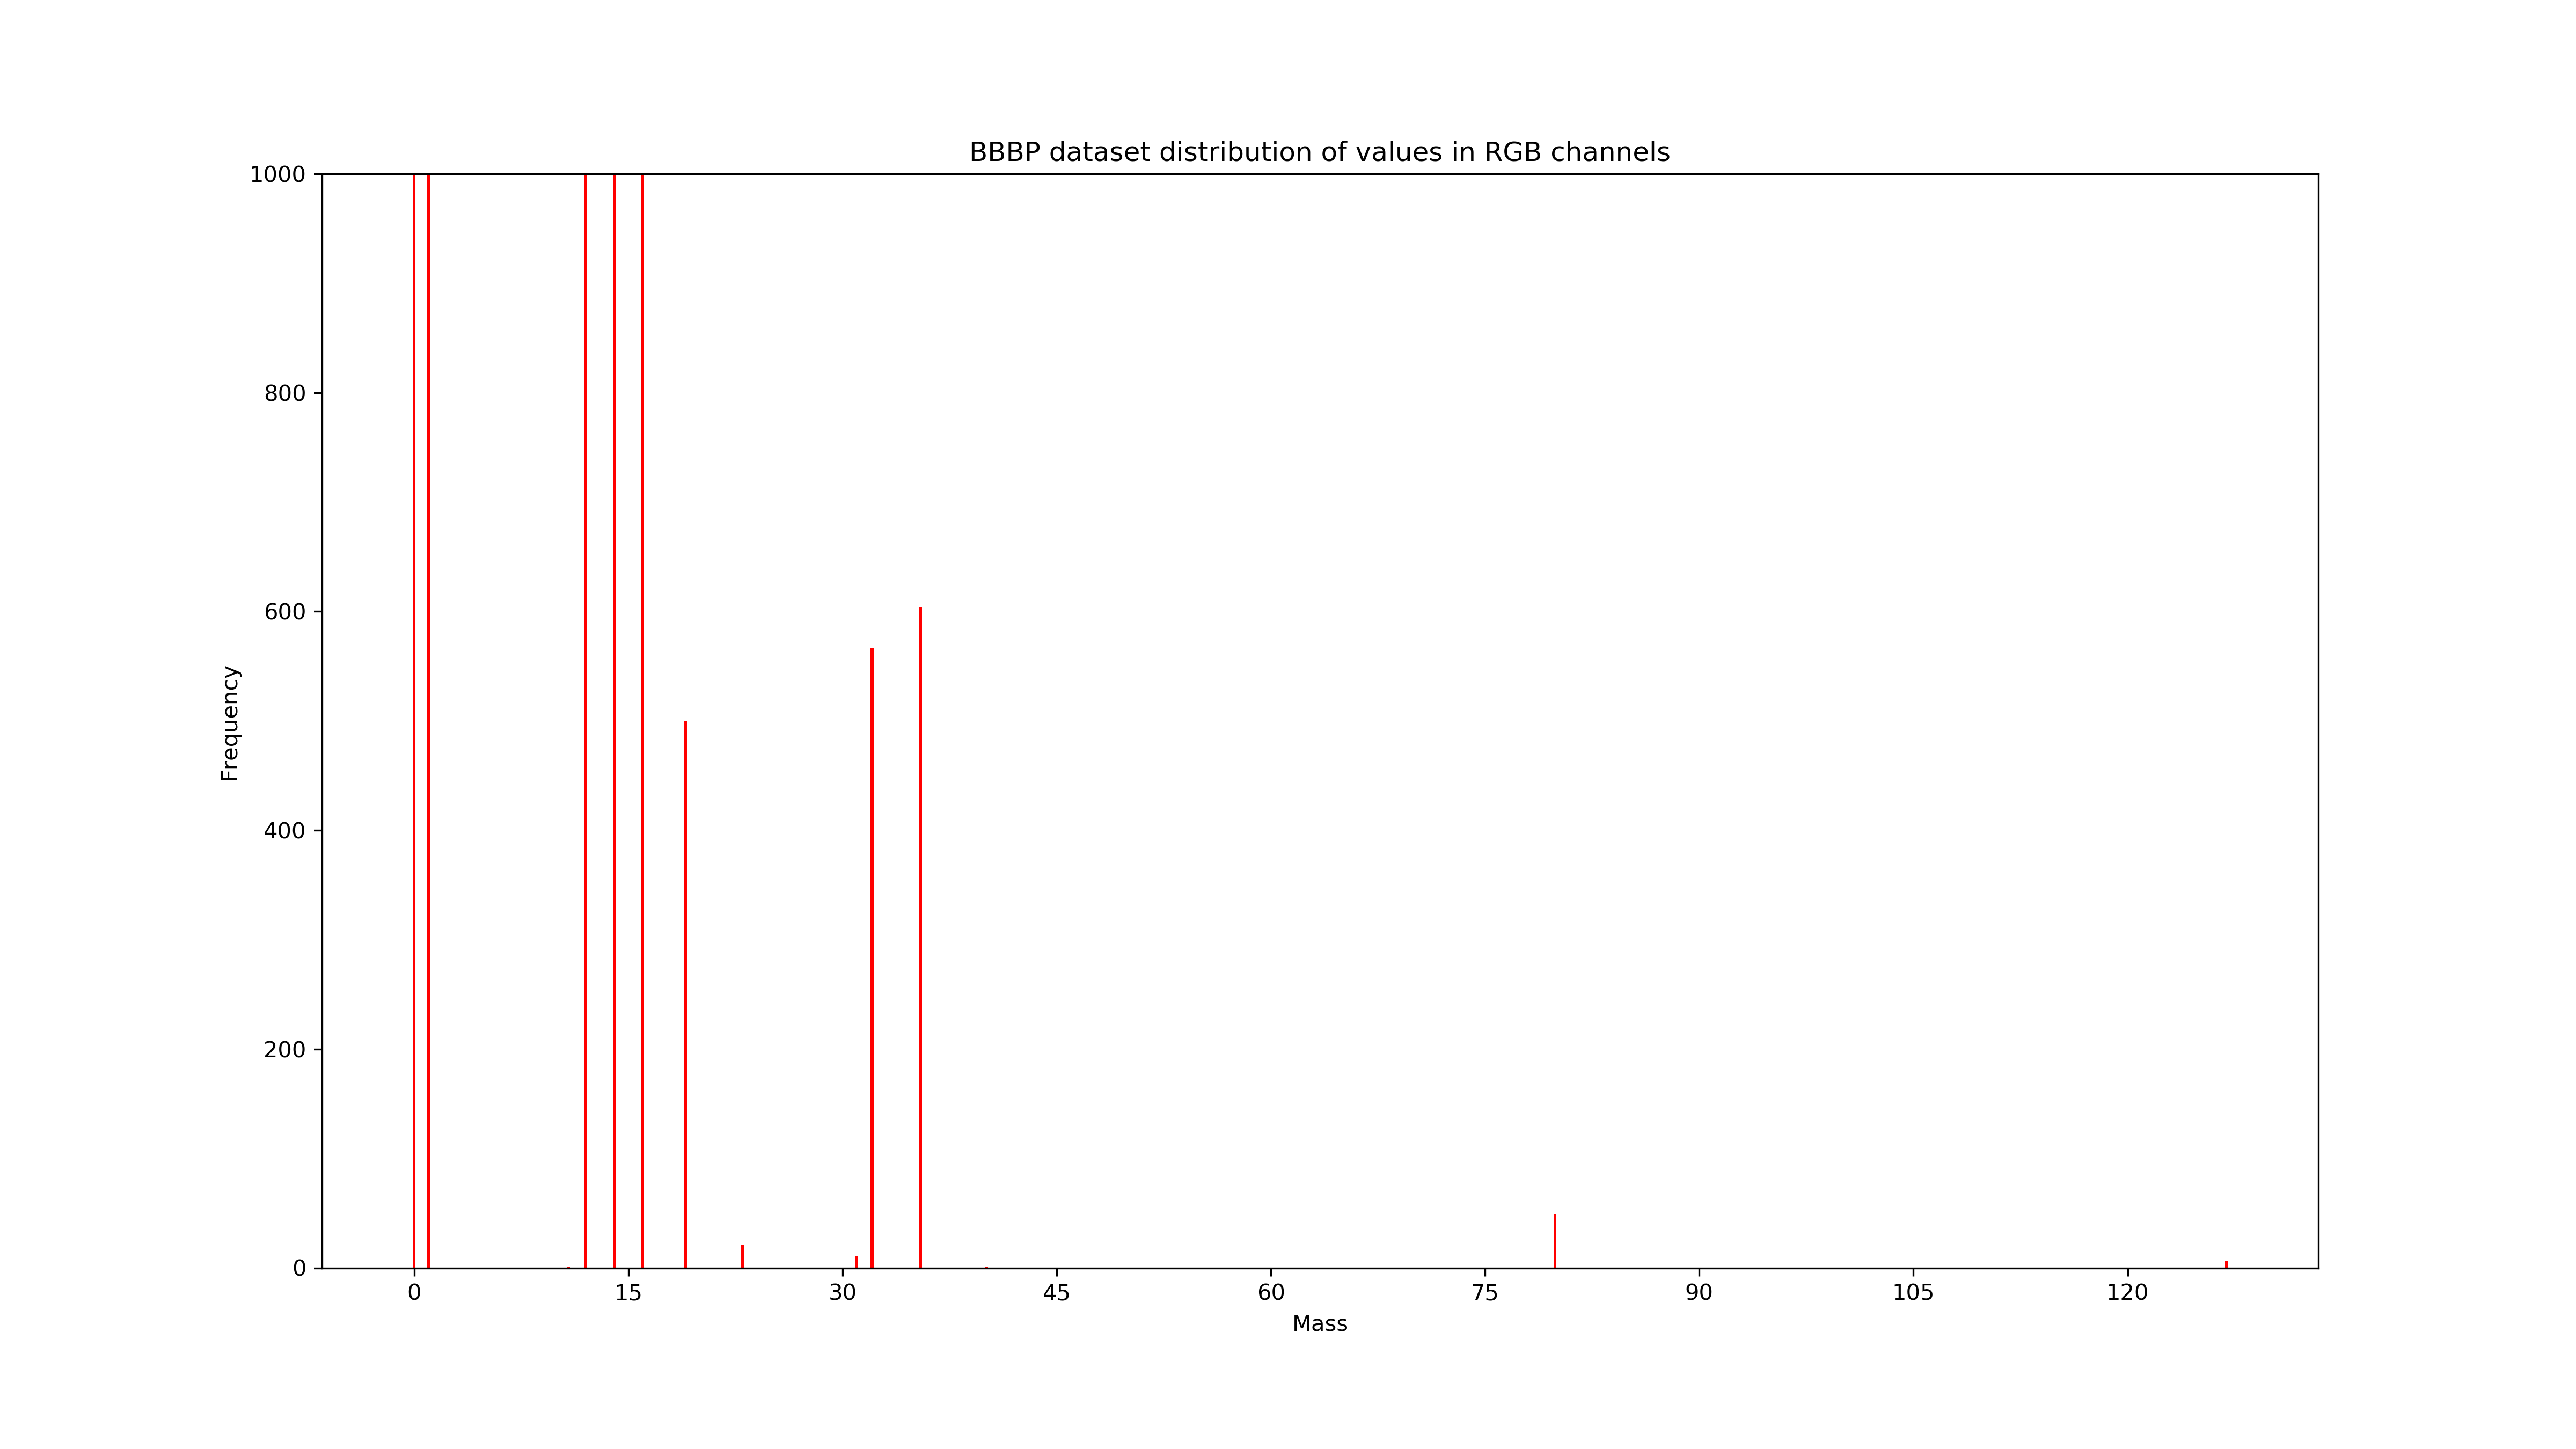 BBBP dataset distribution of values in RGB channels
1000
800
600
400
200
0
Frequency
0 15 30 45 60 75 90 105 120
Mass